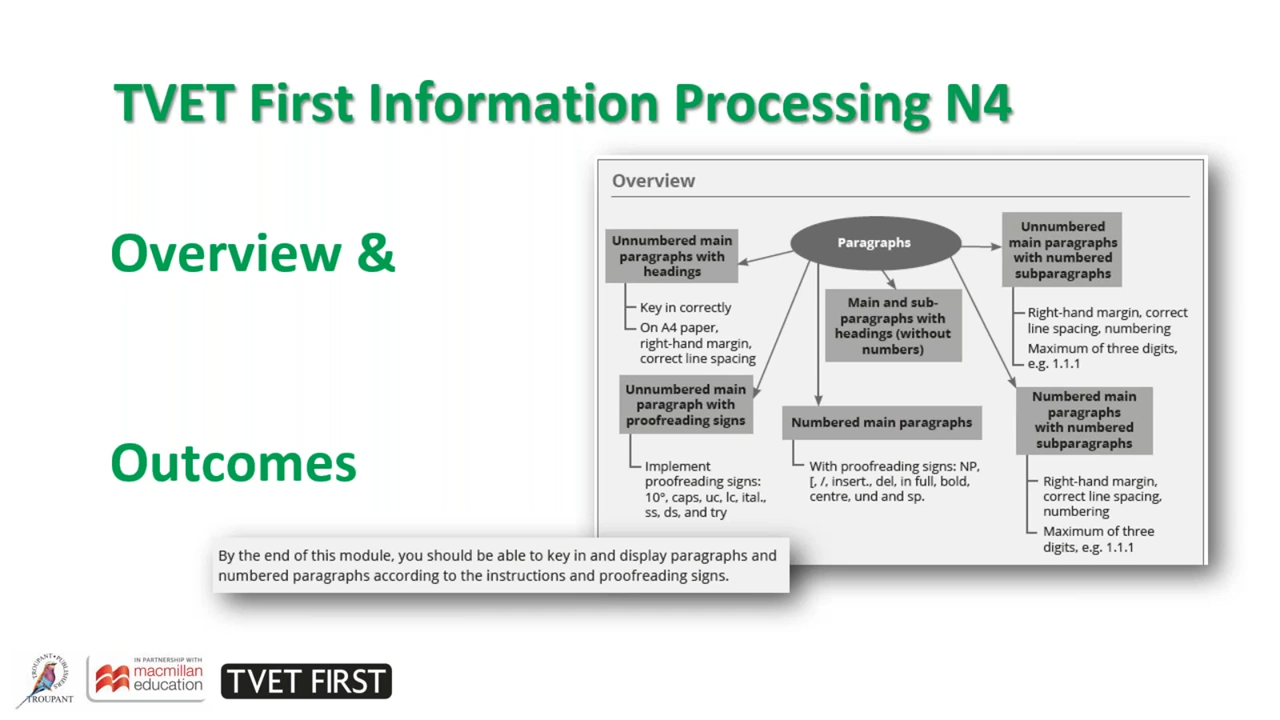 TVET First Information Processing N4
Overview &
Outcomes
Overview
Paragraphs
Unnumbered main
paragraphs with
headings
Key in correctly
On A4 paper,
right-hand margin,
correct line spacing
Unnumbered main
paragraph with
proofreading signs
Implement
proofreading signs:
10°, caps, uc, lc, ital.,
ss, ds, and try
Main and sub-
paragraphs with
headings (without
numbers)
Numbered main paragraphs
With proofreading signs: NP,
[, /, insert., del, in full, bold,
centre, und and sp.
Unnumbered
main paragraphs
with numbered
subparagraphs
Right-hand margin, correct
line spacing, numbering
Maximum of three digits,
e.g. 1.1.1
Numbered main
paragraphs
with numbered
subparagraphs
Right-hand margin,
correct line spacing,
numbering
Maximum of three
digits, e.g. 1.1.1
By the end of this module, you should be able to key in and display paragraphs and
numbered paragraphs according to the instructions and proofreading signs.
TROUPANT • PUBLISHERS
TROUPANT
IN PARTNERSHIP WITH
macmillan
education
TVET FIRST